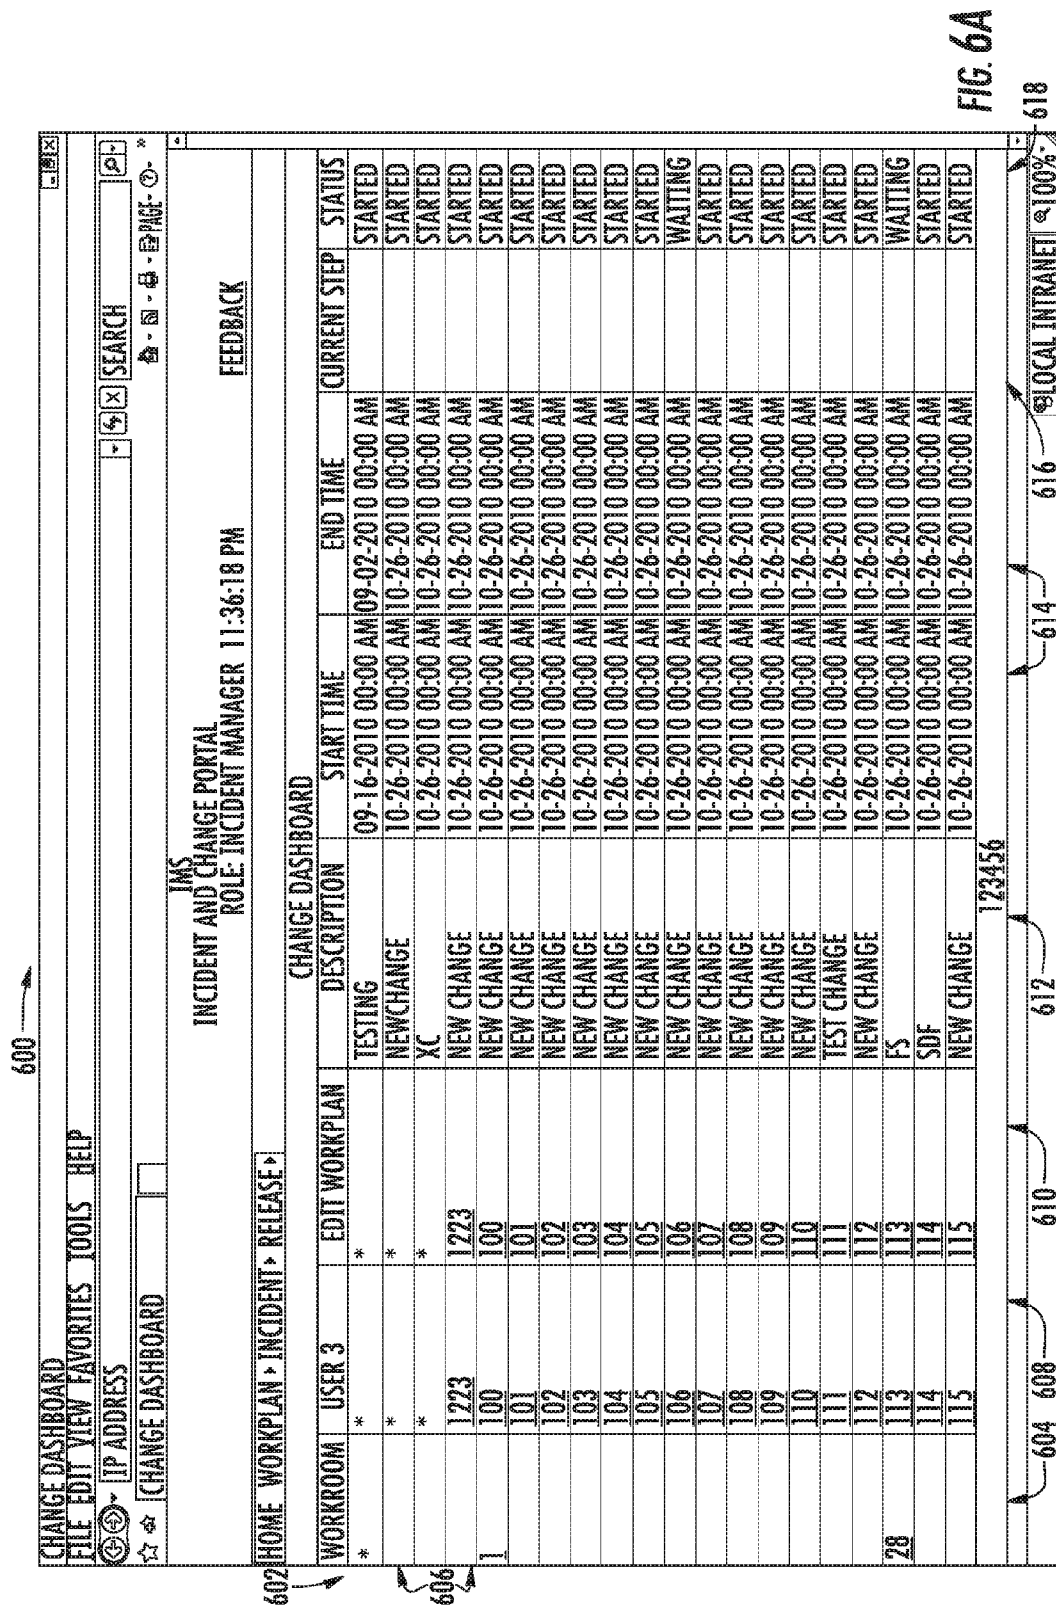 600
CHANGE DASHBOARD
FILE EDIT VIEW FAVORITES TOOLS HELP
IP ADDRESS SEARCH
CHANGE DASHBOARD PAGE
IMS
INCIDENT AND CHANGE PORTAL
ROLE: INCIDENT MANAGER 11:36:18 PM FEEDBACK
602 HOME WORKPLAN INCIDENT RELEASE
CHANGE DASHBOARD
WORKROOM USER 3 EDIT WORKPLAN DESCRIPTION START TIME END TIME CURRENT STEP STATUS
* * * TESTING 09-16-2010 00:00 AM 09-02-2010 00:00 AM STARTED
* * NEWCHANGE 10-26-2010 00:00 AM 10-26-2010 00:00 AM STARTED
* * XC 10-26-2010 00:00 AM 10-26-2010 00:00 AM STARTED
606
1223 1223 NEW CHANGE 10-26-2010 00:00 AM 10-26-2010 00:00 AM STARTED
1 100 100 NEW CHANGE 10-26-2010 00:00 AM 10-26-2010 00:00 AM STARTED
101 101 NEW CHANGE 10-26-2010 00:00 AM 10-26-2010 00:00 AM STARTED
102 102 NEW CHANGE 10-26-2010 00:00 AM 10-26-2010 00:00 AM STARTED
103 103 NEW CHANGE 10-26-2010 00:00 AM 10-26-2010 00:00 AM STARTED
104 104 NEW CHANGE 10-26-2010 00:00 AM 10-26-2010 00:00 AM STARTED
105 105 NEW CHANGE 10-26-2010 00:00 AM 10-26-2010 00:00 AM STARTED
106 106 NEW CHANGE 10-26-2010 00:00 AM 10-26-2010 00:00 AM WAITING
107 107 NEW CHANGE 10-26-2010 00:00 AM 10-26-2010 00:00 AM STARTED
108 108 NEW CHANGE 10-26-2010 00:00 AM 10-26-2010 00:00 AM STARTED
109 109 NEW CHANGE 10-26-2010 00:00 AM 10-26-2010 00:00 AM STARTED
110 110 NEW CHANGE 10-26-2010 00:00 AM 10-26-2010 00:00 AM STARTED
111 111 TEST CHANGE 10-26-2010 00:00 AM 10-26-2010 00:00 AM STARTED
112 112 NEW CHANGE 10-26-2010 00:00 AM 10-26-2010 00:00 AM STARTED
28 113 113 FS 10-26-2010 00:00 AM 10-26-2010 00:00 AM WAITING
114 114 SDF 10-26-2010 00:00 AM 10-26-2010 00:00 AM STARTED
115 115 NEW CHANGE 10-26-2010 00:00 AM 10-26-2010 00:00 AM STARTED
123456
LOCAL INTRANET 100%
604 608 610 612 614 616 618
FIG. 6A